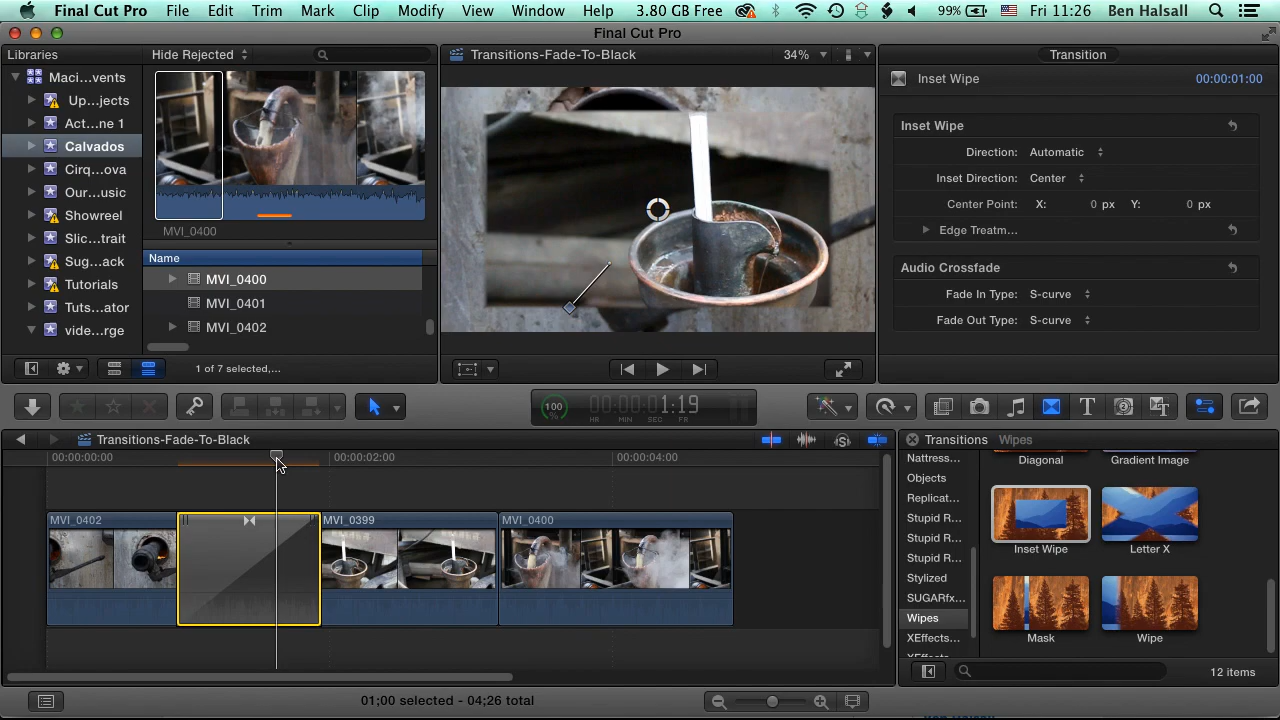 Final Cut Pro File Edit Trim Mark Clip Modify View Window Help 3.80 GB Free 99% Fri 11:26 Ben Halsall
Final Cut Pro
Libraries
Hide Rejected
Transitions-Fade-To-Black
34%
Transition
Maci...vents
Up...jects
Act...ne 1
Calvados
Cirq...ova
Our...usic
Showreel
Slic...trait
Sug...ack
Tutorials
Tuts...ator
vide...rge
MVI_0400
Name
MVI_0400
MVI_0401
MVI_0402
1 of 7 selected,...
Inset Wipe
00:00:01:00
Inset Wipe
Direction: Automatic
Inset Direction: Center
Center Point: X: 0 px Y: 0 px
Edge Treatm...
Audio Crossfade
Fade In Type: S-curve
Fade Out Type: S-curve
100
%
00:00:01:19
HR MIN SEC FR
Transitions-Fade-To-Black
00:00:00:00
00:00:02:00
00:00:04:00
MVI_0402
MVI_0399
MVI_0400
Transitions
Wipes
Nattress...
Objects
Replicat...
Stupid R...
Stupid R...
Stupid R...
Stylized
SUGARfx...
Wipes
XEffects...
Diagonal
Gradient Image
Inset Wipe
Letter X
Mask
Wipe
12 items
01;00 selected - 04;26 total